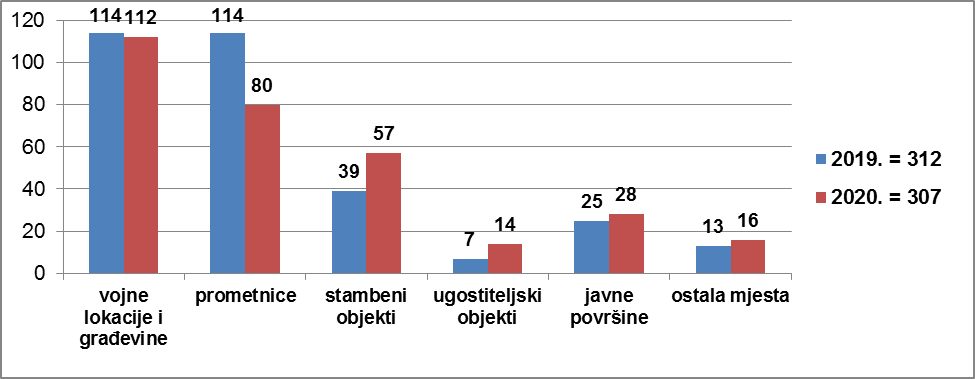 120
100
80
60
40
20
0
114 112
114
80
39
57
7
14
25
28
13
16
vojne
lokacije i
građevine
prometnice
stambeni
objekti
ugostiteljski
objekti
javne
površine
ostala mjesta
2019. = 312
2020. = 307